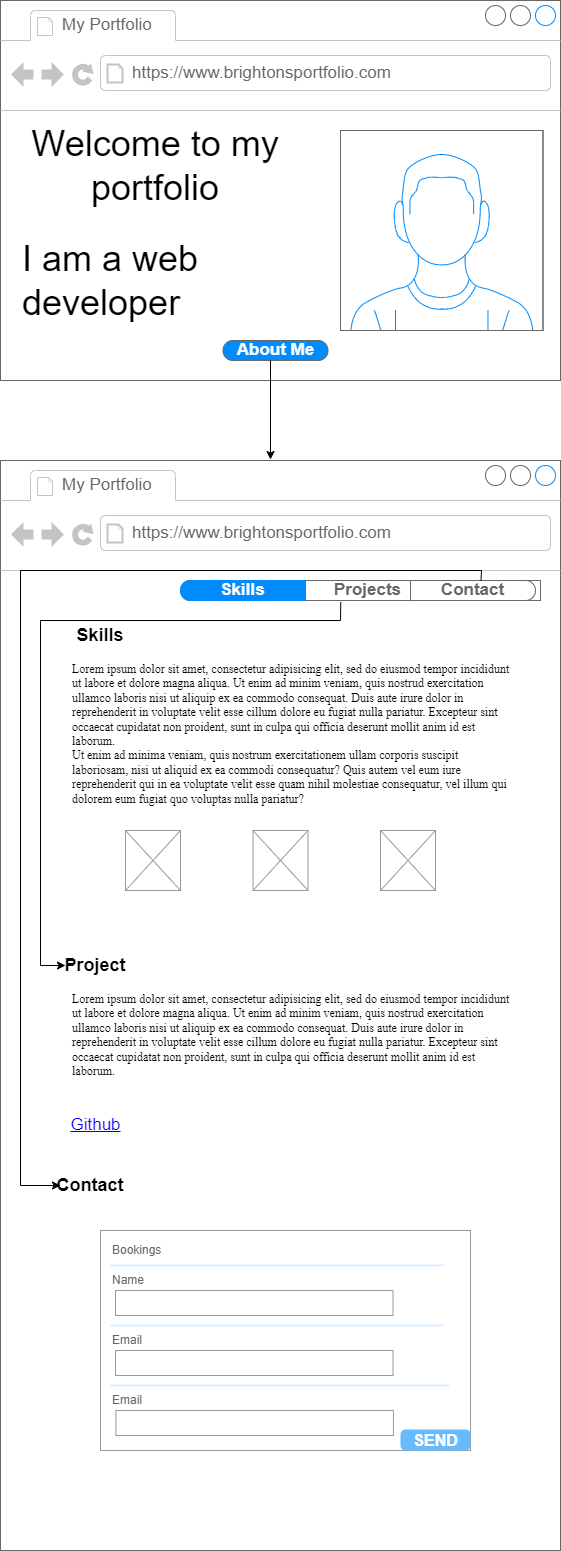 My Portfolio
https://www.brightonsportfolio.com
Welcome to my
portfolio
I am a web
developer
About Me
My Portfolio
https://www.brightonsportfolio.com
Skills Projects Contact
Skills
Lorem ipsum dolor sit amet, consectetur adipisicing elit, sed do eiusmod tempor incididunt
ut labore et dolore magna aliqua. Ut enim ad minim veniam, quis nostrud exercitation
ullamco laboris nisi ut aliquip ex ea commodo consequat. Duis aute irure dolor in
reprehenderit in voluptate velit esse cillum dolore eu fugiat nulla pariatur. Excepteur sint
occaecat cupidatat non proident, sunt in culpa qui officia deserunt mollit anim id est
laborum.
Ut enim ad minima veniam, quis nostrum exercitationem ullam corporis suscipit
laboriosam, nisi ut aliquid ex ea commodi consequatur? Quis autem vel eum iure
reprehenderit qui in ea voluptate velit esse quam nihil molestiae consequatur, vel illum qui
dolorem eum fugiat quo voluptas nulla pariatur?
Project
Lorem ipsum dolor sit amet, consectetur adipisicing elit, sed do eiusmod tempor incididunt
ut labore et dolore magna aliqua. Ut enim ad minim veniam, quis nostrud exercitation
ullamco laboris nisi ut aliquip ex ea commodo consequat. Duis aute irure dolor in
reprehenderit in voluptate velit esse cillum dolore eu fugiat nulla pariatur. Excepteur sint
occaecat cupidatat non proident, sunt in culpa qui officia deserunt mollit anim id est
laborum.
Github
Contact
Bookings
Name
Email
Email
SEND